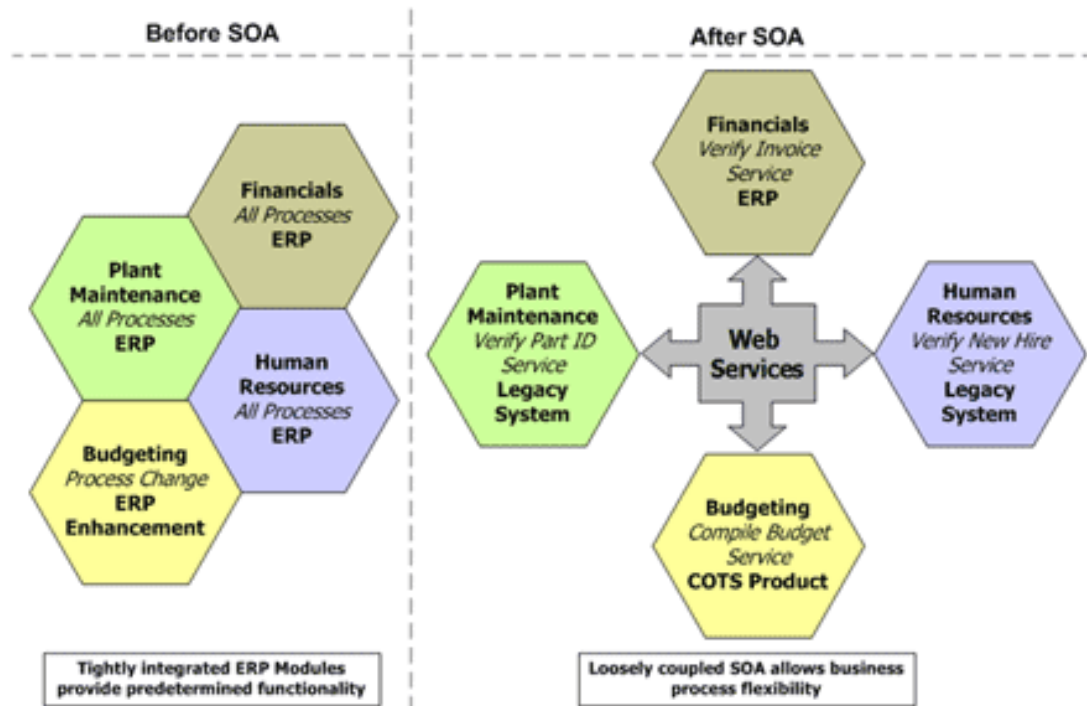 Before SOA
After SOA
Financials
All Processes
ERP
Plant
Maintenance
All Processes
ERP
Human
Resources
All Processes
ERP
Budgeting
Process Change
ERP
Enhancement
Tightly integrated ERP Modules
provide predetermined functionality
Financials
Verify Invoice
Service
ERP
Plant
Maintenance
Verify Part ID
Service
Legacy
System
Web
Services
Human
Resources
Verify New Hire
Service
Legacy
System
Budgeting
Compile Budget
Service
COTS Product
Loosely coupled SOA allows business
process flexibility